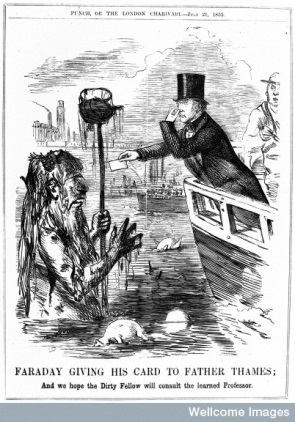 PUNCH, OR THE LONDON CHARIVARI.—July 21, 1855.
FARADAY GIVING HIS CARD TO FATHER THAMES;
And we hope the Dirty Fellow will consult the learned Professor.
Wellcome Images